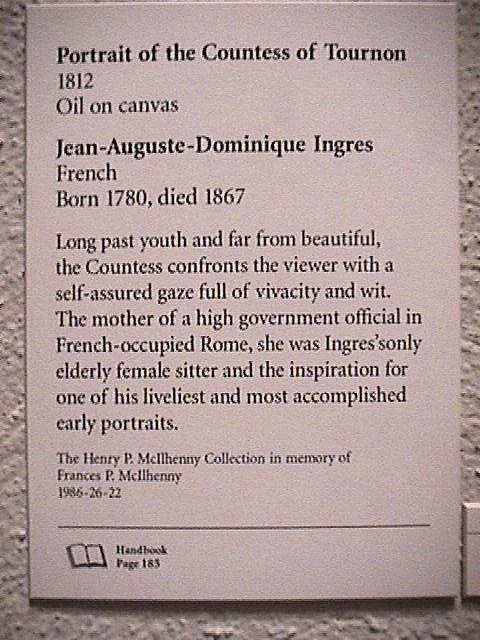 Portrait of the Countess of Tournon
1812
Oil on canvas
Jean-Auguste-Dominique Ingres
French
Born 1780, died 1867
Long past youth and far from beautiful,
the Countess confronts the viewer with a
self-assured gaze full of vivacity and wit.
The mother of a high government official in
French-occupied Rome, she was Ingres'sonly
elderly female sitter and the inspiration for
one of his liveliest and most accomplished
early portraits.
The Henry P. McIlhenny Collection in memory of
Frances P. McIlhenny
1986-26-22
Handbook
Page 183